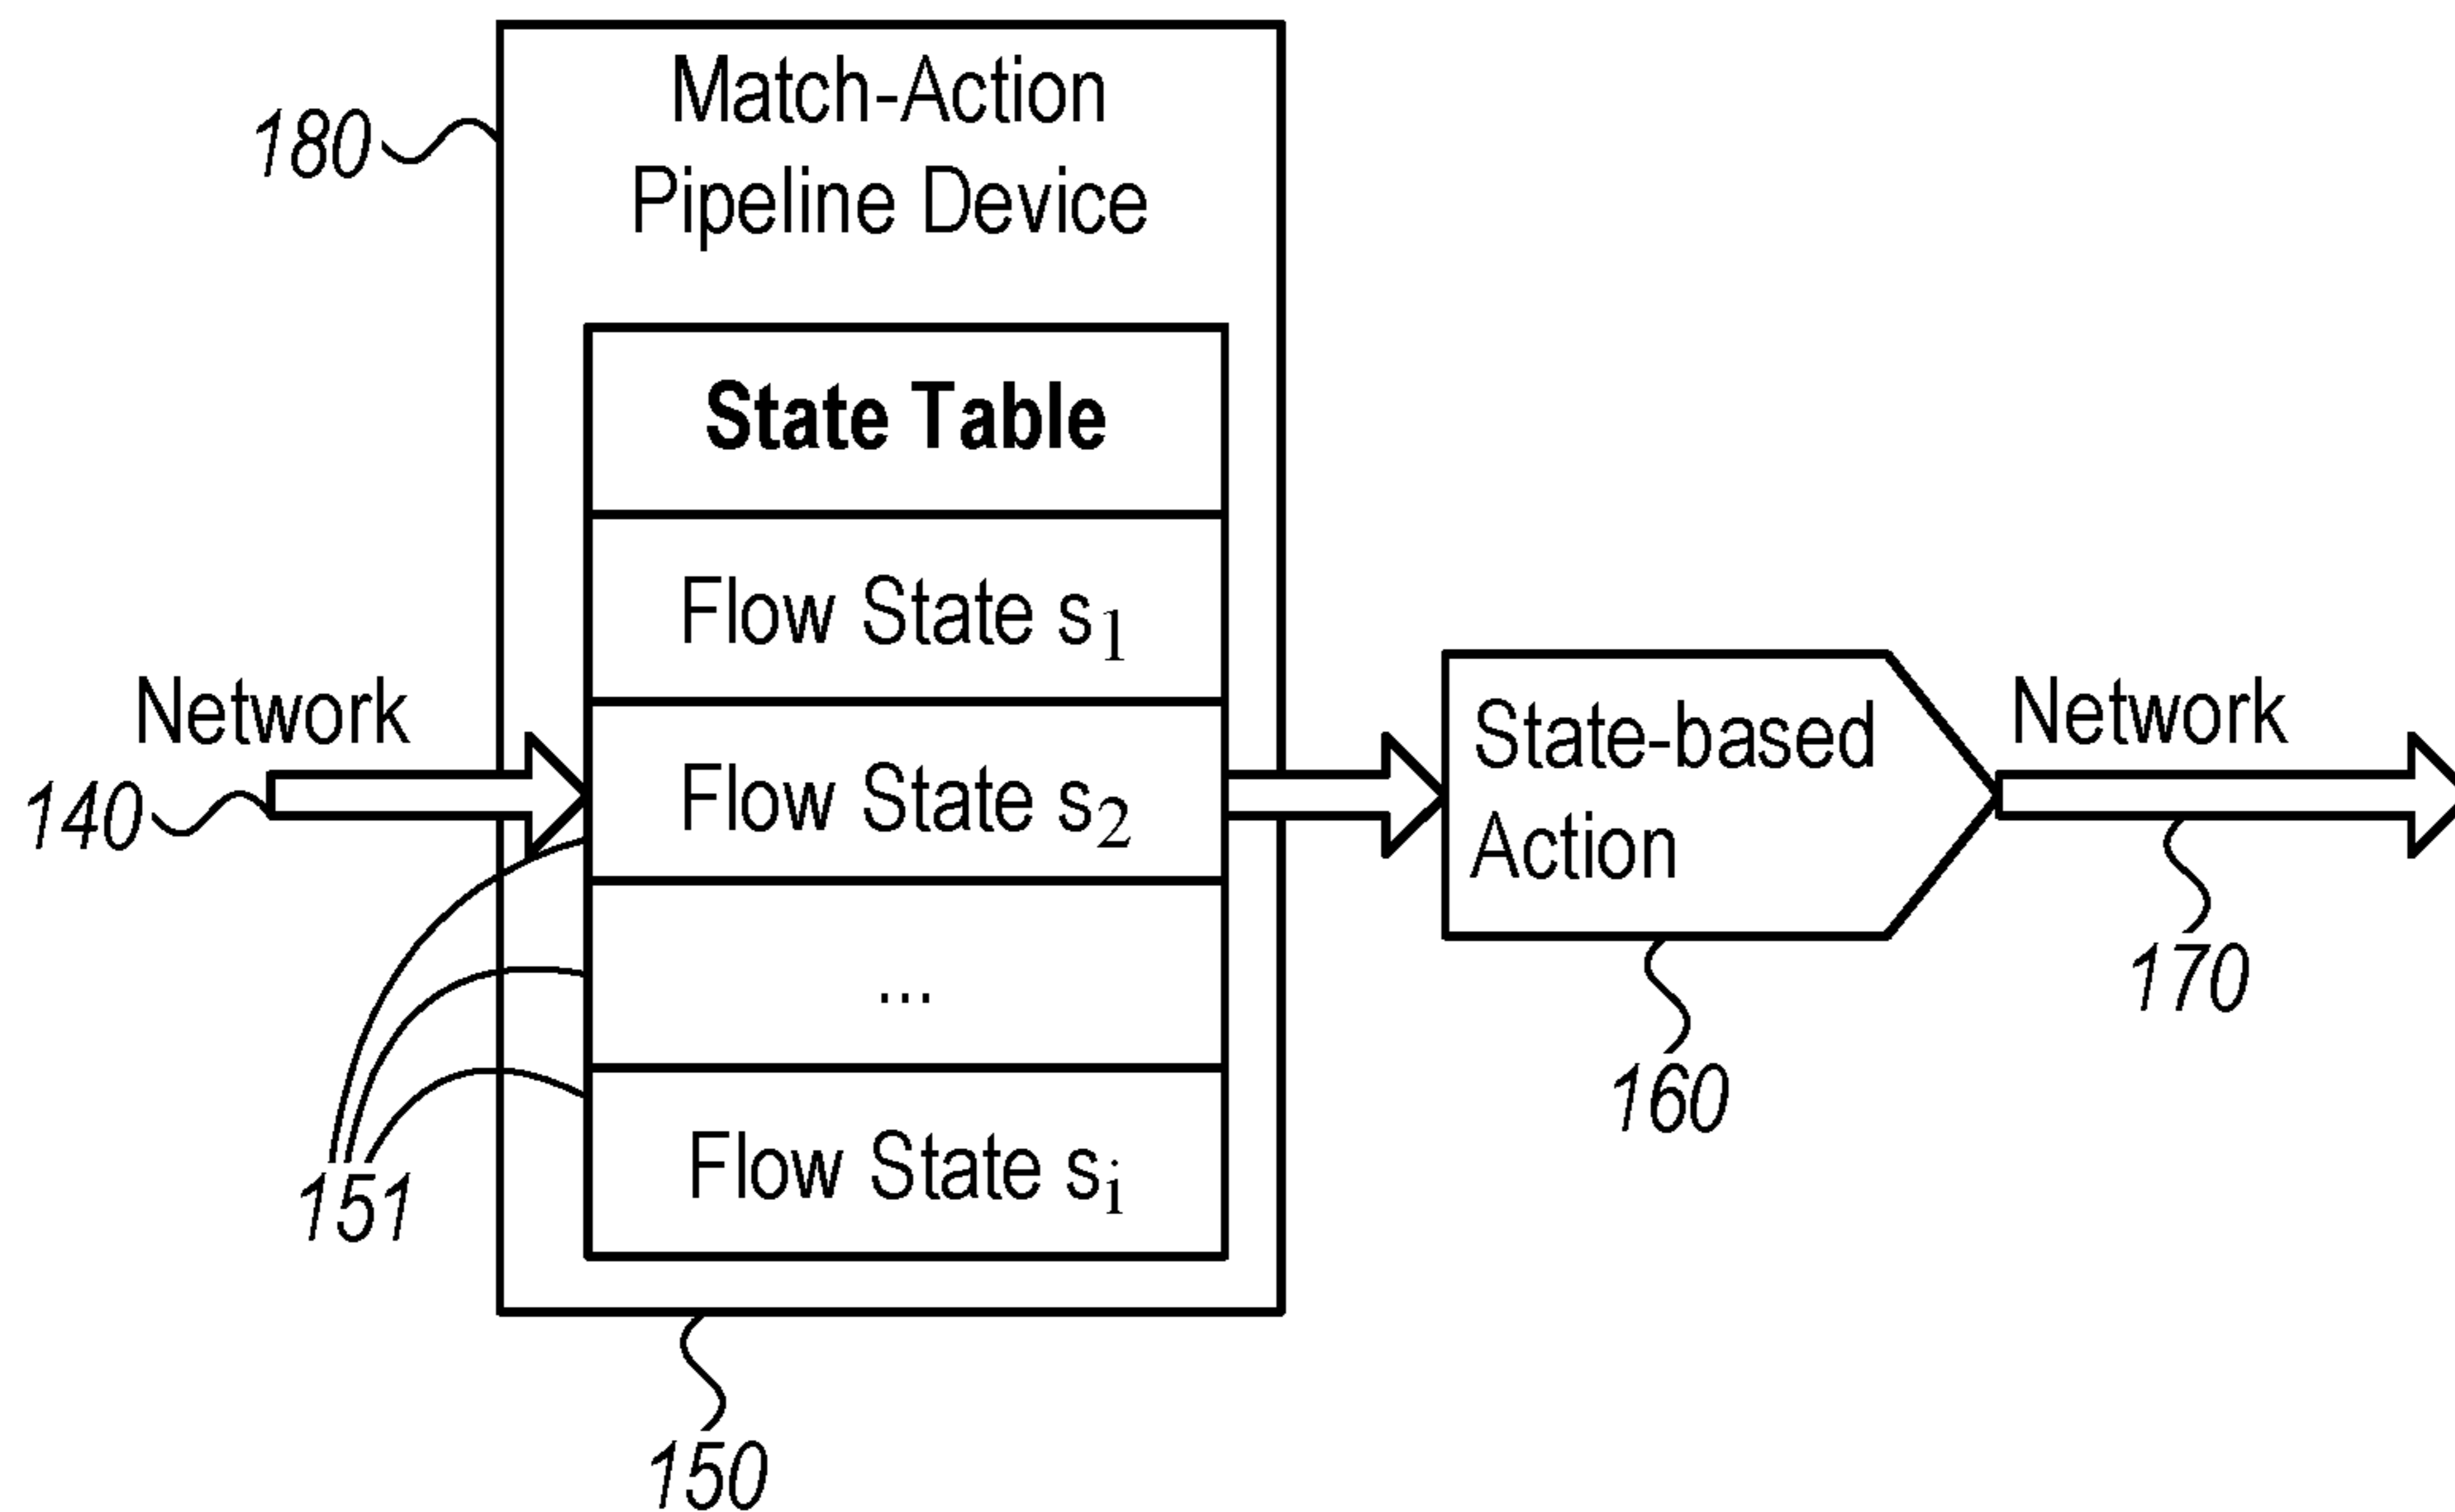 180
Match-Action
Pipeline Device
State Table
Flow State s1
Network
140
Flow State s2
State-based
Action
Network
...
170
160
151
Flow State si
150